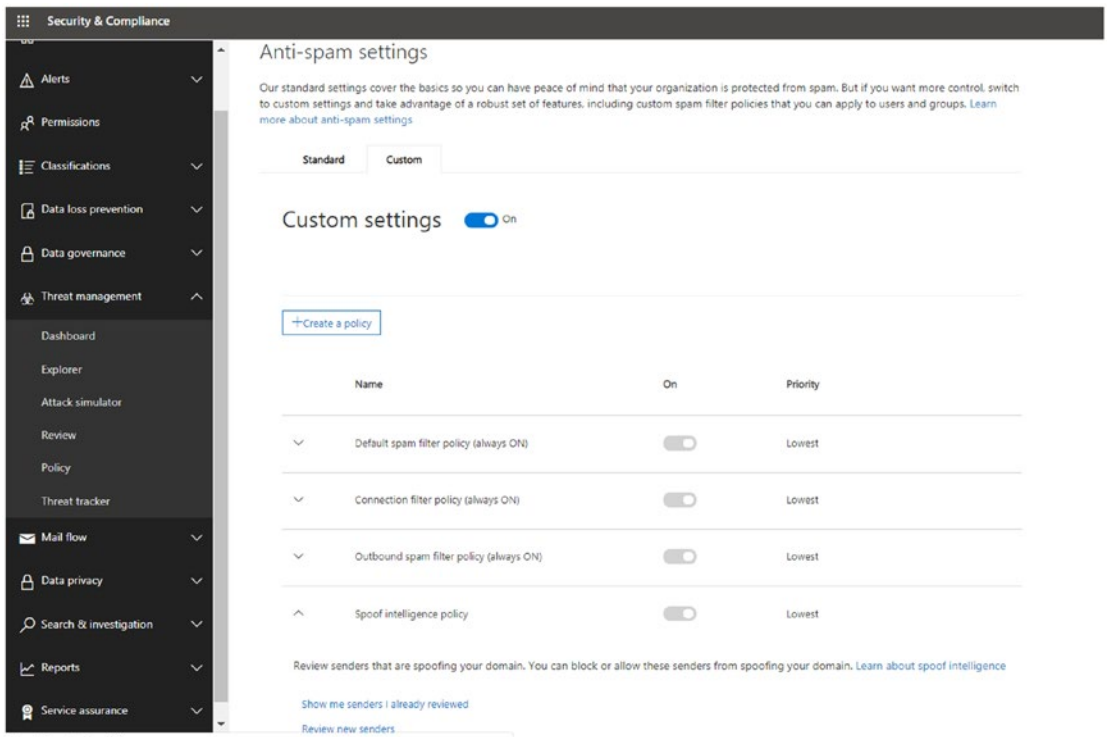 Security & Compliance
Alerts
Permissions
Classifications
Data loss prevention
Data governance
Threat management
Dashboard
Explorer
Attack simulator
Review
Policy
Threat tracker
Mail flow
Data privacy
Search & investigation
Reports
Service assurance
Anti-spam settings
Our standard settings cover the basics so you can have peace of mind that your organization is protected from spam. But if you want more control, switch
to custom settings and take advantage of a robust set of features, including custom spam filter policies that you can apply to users and groups. Learn
more about anti-spam settings
Standard Custom
Custom settings On
+Create a policy
Name On Priority
Default spam filter policy (always ON) Lowest
Connection filter policy (always ON) Lowest
Outbound spam filter policy (always ON) Lowest
Spoof intelligence policy Lowest
Review senders that are spoofing your domain. You can block or allow these senders from spoofing your domain. Learn about spoof intelligence
Show me senders I already reviewed
Review new senders